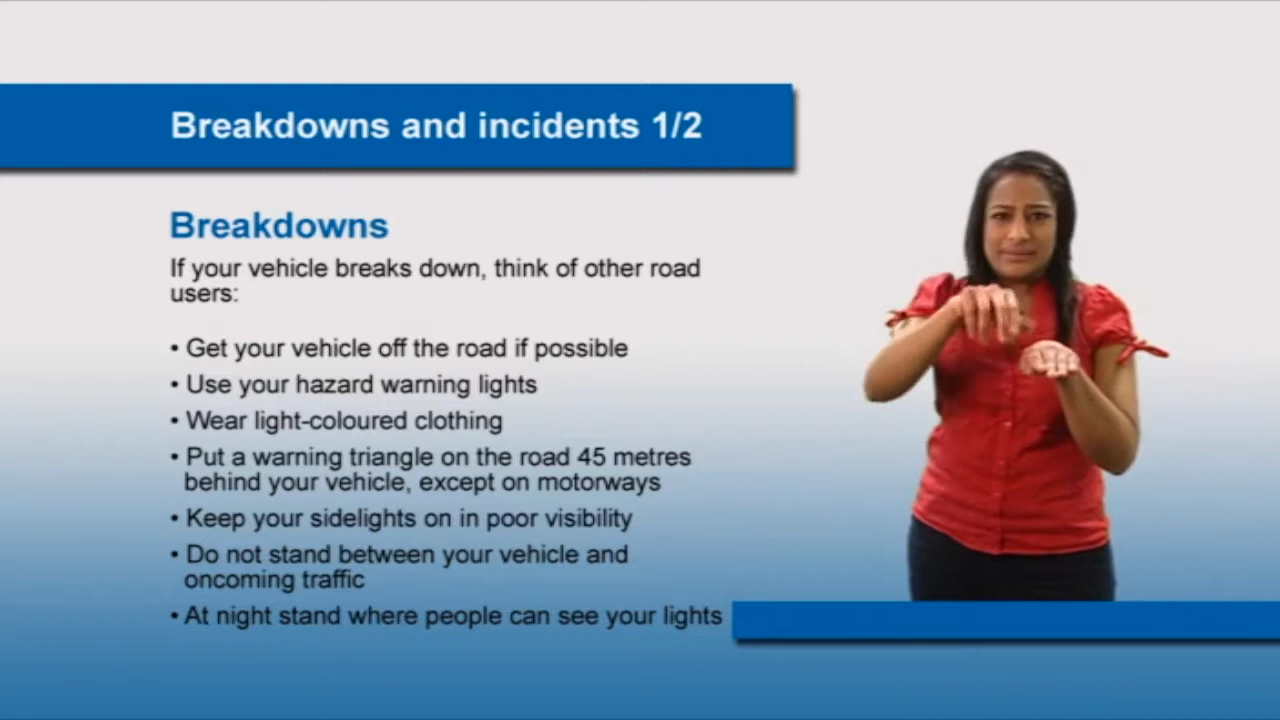 Breakdowns and incidents 1/2
Breakdowns
If your vehicle breaks down, think of other road
users:
• Get your vehicle off the road if possible
• Use your hazard warning lights
• Wear light-coloured clothing
• Put a warning triangle on the road 45 metres
behind your vehicle, except on motorways
• Keep your sidelights on in poor visibility
• Do not stand between your vehicle and
oncoming traffic
• At night stand where people can see your lights